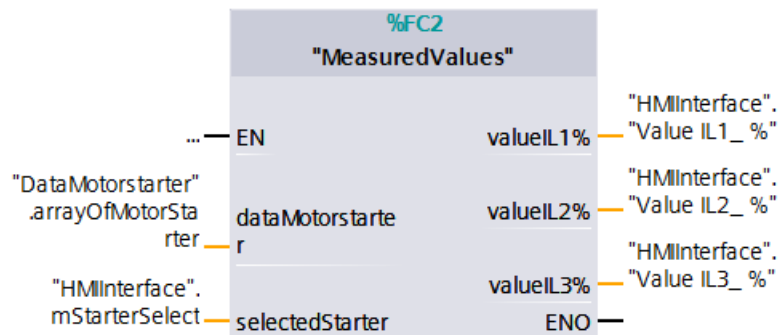 %FC2
"MeasuredValues"
"HMIInterface".
"Value IL1_ %"
...
EN
valueIL1%
"DataMotorstarter"
.arrayOfMotorSta
rter
dataMotorstarte
r
"HMIInterface".
"Value IL2_ %"
valueIL2%
"HMIInterface".
"Value IL3_ %"
valueIL3%
"HMIInterface".
mStarterSelect
selectedStarter
ENO